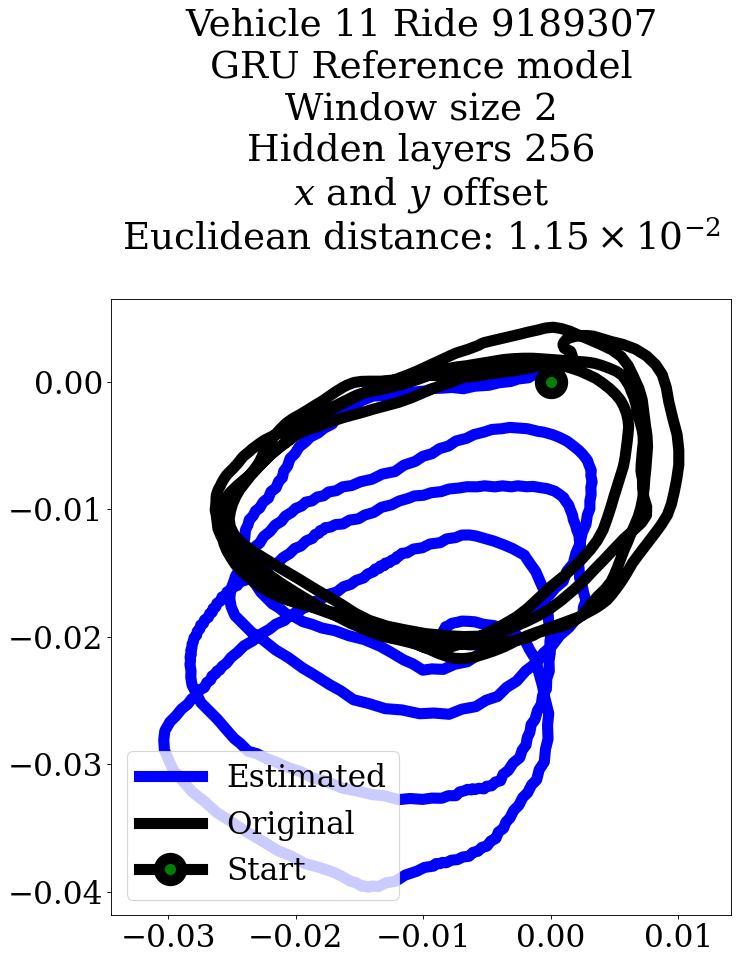 Vehicle 11 Ride 9189307
GRU Reference model
Window size 2
Hidden layers 256
x and y offset
Euclidean distance: 1.15 × 10⁻²
0.00
−0.01
−0.02
−0.03
−0.04
Estimated
Original
Start
−0.03 −0.02 −0.01 0.00 0.01